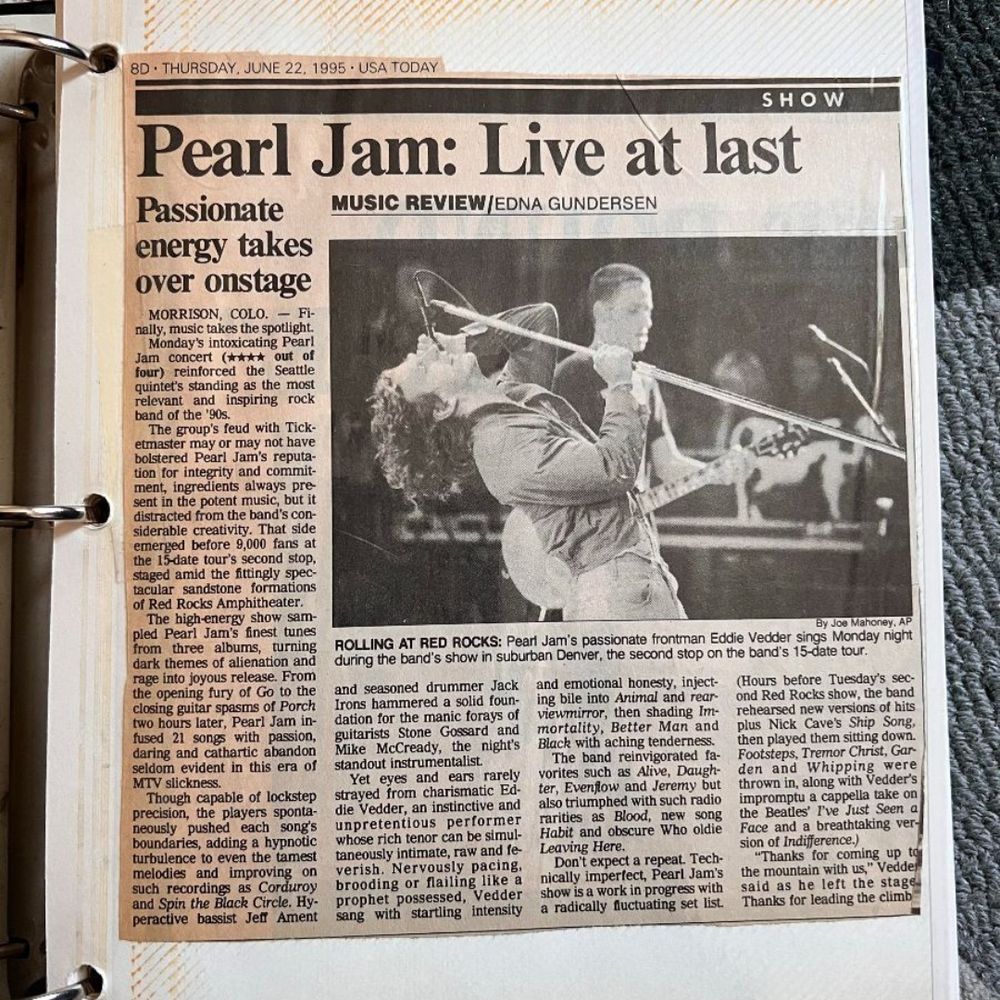 8D · THURSDAY, JUNE 22, 1995 · USA TODAY
SHOW
Pearl Jam: Live at last
Passionate
energy takes
over onstage
MUSIC REVIEW/EDNA GUNDERSEN
MORRISON, COLO. — Fi-
nally, music takes the spotlight.
Monday's intoxicating Pearl
Jam concert (★★★★ out of
four) reinforced the Seattle
quintet's standing as the most
relevant and inspiring rock
band of the '90s.
The group's feud with Tick-
etmaster may or may not have
bolstered Pearl Jam's reputa-
tion for integrity and commit-
ment, ingredients always pre-
sent in the potent music, but it
distracted from the band's con-
siderable creativity. That side
emerged before 9,000 fans at
the 15-date tour's second stop,
staged amid the fittingly spec-
tacular sandstone formations
of Red Rocks Amphitheater.
The high-energy show sam-
pled Pearl Jam's finest tunes
from three albums, turning
dark themes of alienation and
rage into joyous release. From
the opening fury of Go to the
closing guitar spasms of Porch
two hours later, Pearl Jam in-
fused 21 songs with passion,
daring and cathartic abandon
seldom evident in this era of
MTV slickness.
Though capable of lockstep
precision, the players sponta-
neously pushed each song's
boundaries, adding a hypnotic
turbulence to even the tamest
melodies and improving on
such recordings as Corduroy
and Spin the Black Circle. Hy-
peractive bassist Jeff Ament
By Joe Mahoney, AP
ROLLING AT RED ROCKS: Pearl Jam's passionate frontman Eddie Vedder sings Monday night
during the band's show in suburban Denver, the second stop on the band's 15-date tour.
and seasoned drummer Jack
Irons hammered a solid foun-
dation for the manic forays of
guitarists Stone Gossard and
Mike McCready, the night's
standout instrumentalist.
Yet eyes and ears rarely
strayed from charismatic Ed-
die Vedder, an instinctive and
unpretentious performer
whose rich tenor can be simul-
taneously intimate, raw and fe-
verish. Nervously pacing,
brooding or flailing like a
prophet possessed, Vedder
sang with startling intensity
and emotional honesty, inject-
ing bile into Animal and rear-
viewmirror, then shading Im-
mortality, Better Man and
Black with aching tenderness.
The band reinvigorated fa-
vorites such as Alive, Daugh-
ter, Evenflow and Jeremy but
also triumphed with such radio
rarities as Blood, new song
Habit and obscure Who oldie
Leaving Here.
Don't expect a repeat. Tech-
nically imperfect, Pearl Jam's
show is a work in progress with
a radically fluctuating set list.
(Hours before Tuesday's sec-
ond Red Rocks show, the band
rehearsed new versions of hits
plus Nick Cave's Ship Song,
then played them sitting down.
Footsteps, Tremor Christ, Gar-
den and Whipping were
thrown in, along with Vedder's
impromptu a cappella take on
the Beatles' I've Just Seen a
Face and a breathtaking ver-
sion of Indifference.)
"Thanks for coming up to
the mountain with us," Vedder
said as he left the stage.
Thanks for leading the climb.